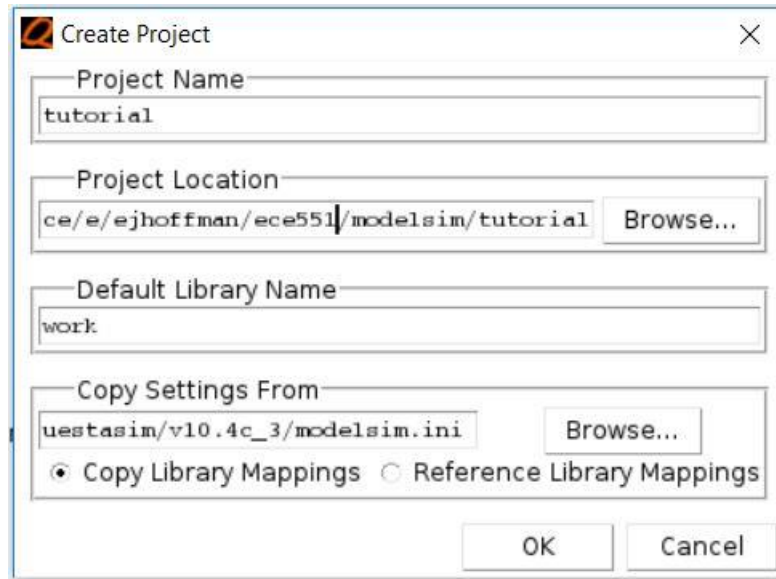 Create Project
Project Name
tutorial
Project Location
ce/e/ejhoffman/ece551/modelsim/tutorial Browse...
Default Library Name
work
Copy Settings From
uestasim/v10.4c_3/modelsim.ini Browse...
Copy Library Mappings Reference Library Mappings
OK Cancel